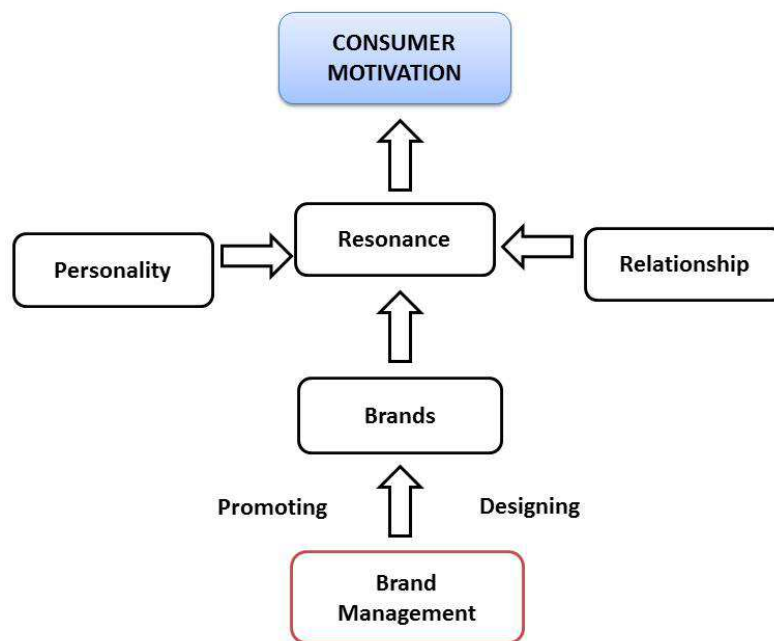 CONSUMER
MOTIVATION
Resonance
Personality
Relationship
Brands
Promoting
Designing
Brand
Management